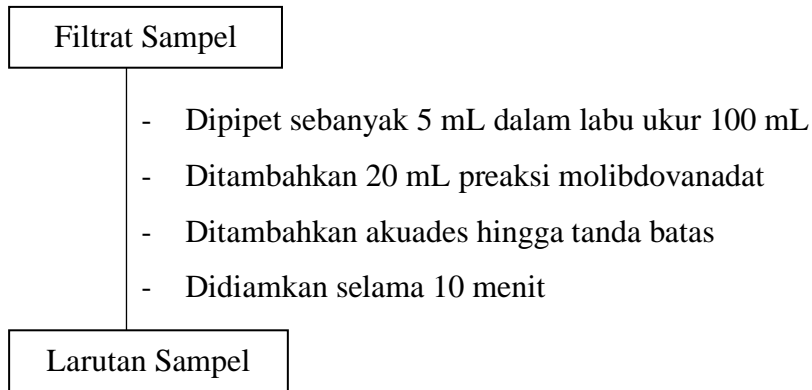 Filtrat Sampel
- Dipipet sebanyak 5 mL dalam labu ukur 100 mL
- Ditambahkan 20 mL preaksi molibdovanadat
- Ditambahkan akuades hingga tanda batas
- Didiamkan selama 10 menit
Larutan Sampel